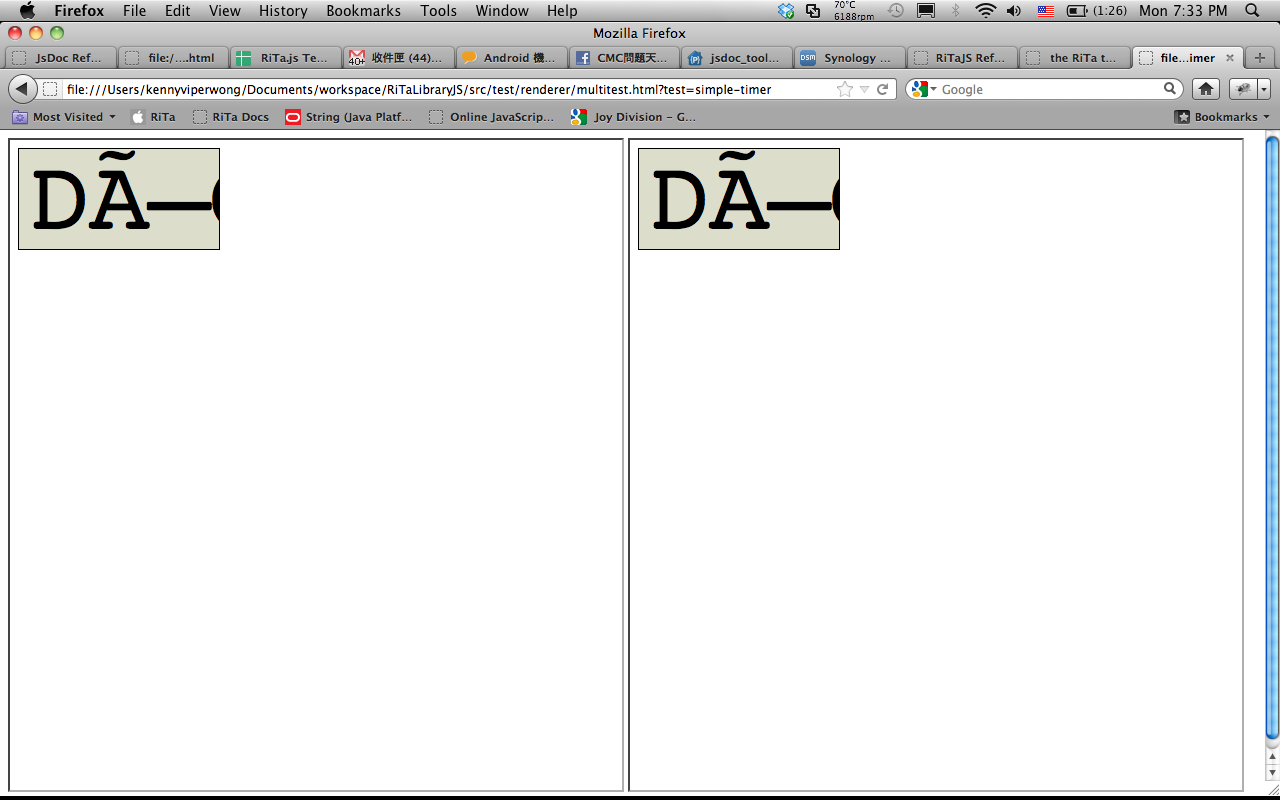 Firefox File Edit View History Bookmarks Tools Window Help 70°C 6188rpm (1:26) Mon 7:33 PM
Mozilla Firefox
JsDoc Ref... file:/....html RiTa.js Te... 收件匣 (44)... Android 機... CMC問題天... jsdoc_tool... Synology ... RiTaJS Ref... the RiTa t... file...imer
file:///Users/kennyviperwong/Documents/workspace/RiTaLibraryJS/src/test/renderer/multitest.html?test=simple-timer Google
Most Visited RiTa RiTa Docs String (Java Platf... Online JavaScrip... Joy Division – G... Bookmarks
DÃ— DÃ—